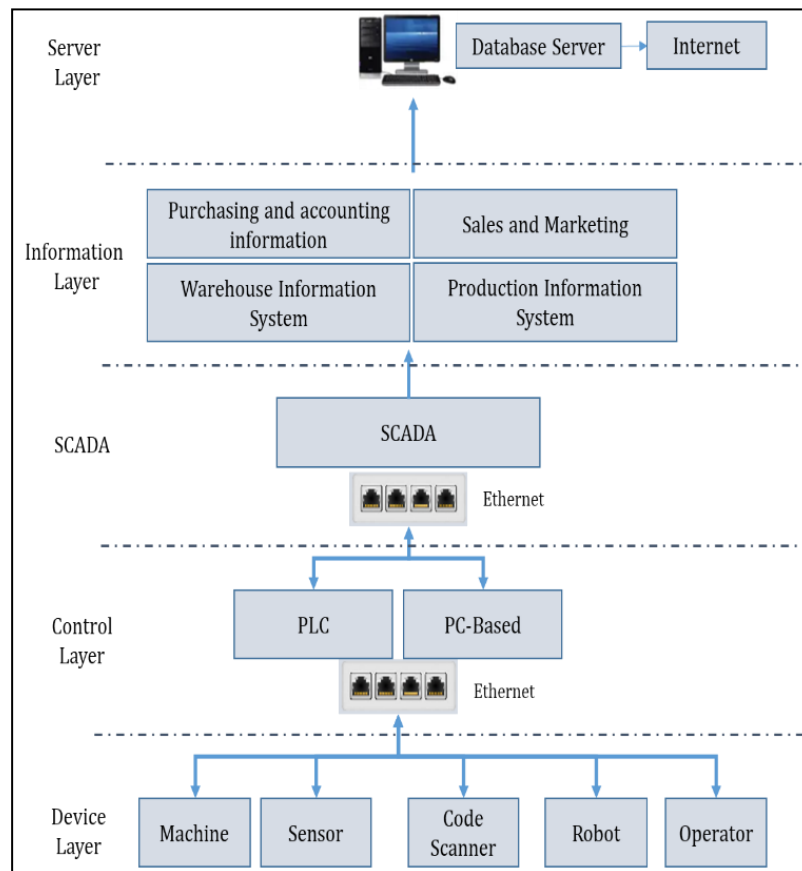 Server
Layer
Database Server
Internet
Information
Layer
Purchasing and accounting
information
Sales and Marketing
Warehouse Information
System
Production Information
System
SCADA
SCADA
Ethernet
Control
Layer
PLC
PC-Based
Ethernet
Device
Layer
Machine
Sensor
Code
Scanner
Robot
Operator